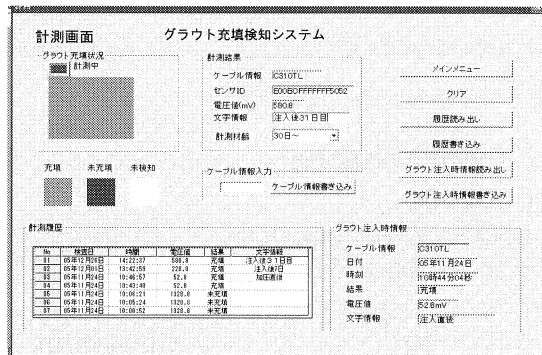 計測画面
グラウト充填検知システム
グラウト充填状況
計測中
充填 未充填 未検知
計測結果
ケーブル情報 C310TL
センサID E00B0FFFFFFF5052
電圧値(mV) 580.8
文字情報 注入後31日目
計測材齢 30日~
ケーブル情報入力
ケーブル情報書き込み
メインメニュー
クリア
履歴読み出し
履歴書き込み
グラウト注入時情報読み出し
グラウト注入時情報書き込み
計測履歴
No 検査日 時間 電圧値 結果 文字情報
01 05年12月26日 14:22:37 580.8 充填 注入後31日目
02 05年12月01日 13:42:59 228.8 充填 注入後7日
03 05年11月24日 10:46:57 52.8 充填 加圧直後
04 05年11月24日 10:43:40 52.8 充填
05 05年11月24日 10:06:21 1328.8 未充填
06 05年11月24日 10:05:24 1328.8 未充填
07 05年11月24日 10:00:52 1328.8 未充填
グラウト注入時情報
ケーブル情報 C310TL
日付 05年11月24日
時刻 10時44分04秒
結果 充填
電圧値 52.8mV
文字情報 注入直後